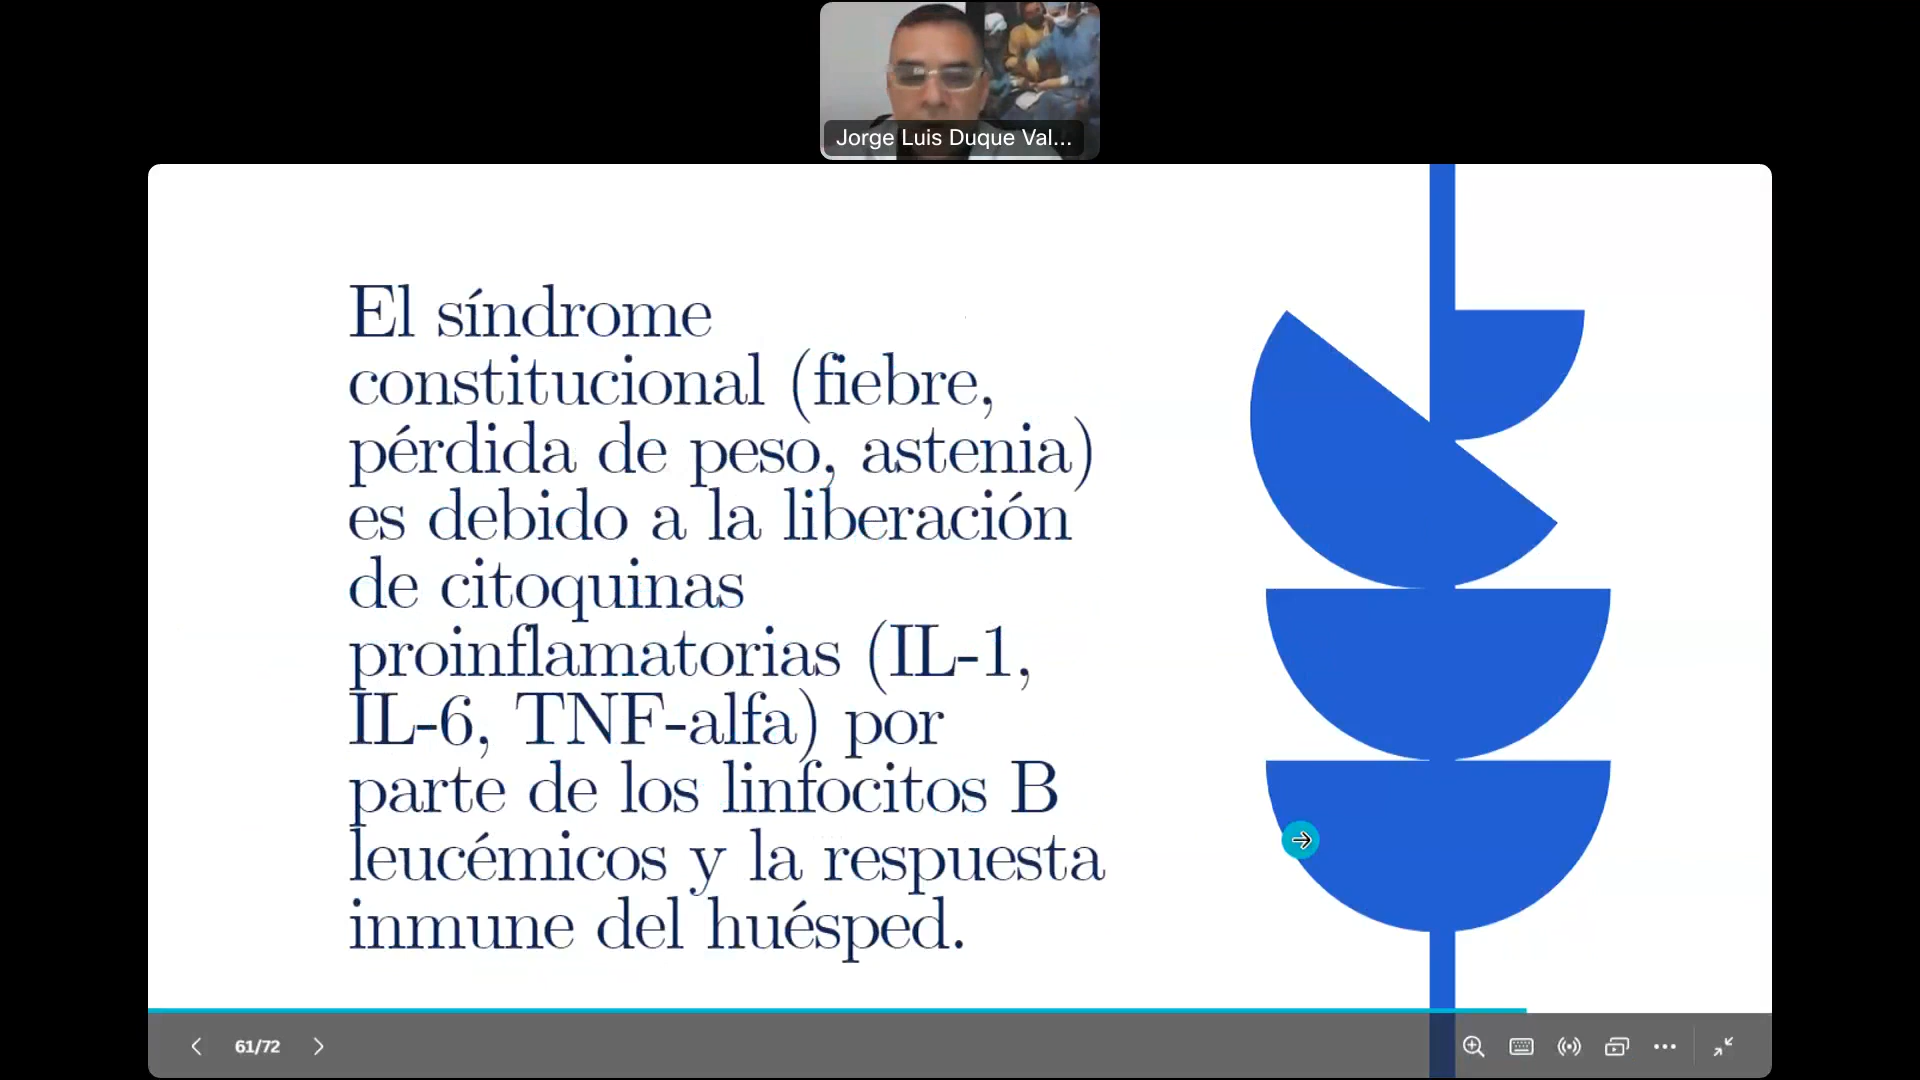 Jorge Luis Duque Val...
El síndrome
constitucional (fiebre,
pérdida de peso, astenia)
es debido a la liberación
de citoquinas
proinflamatorias (IL-1,
IL-6, TNF-alfa) por
parte de los linfocitos B
leucémicos y la respuesta
inmune del huésped.
61/72